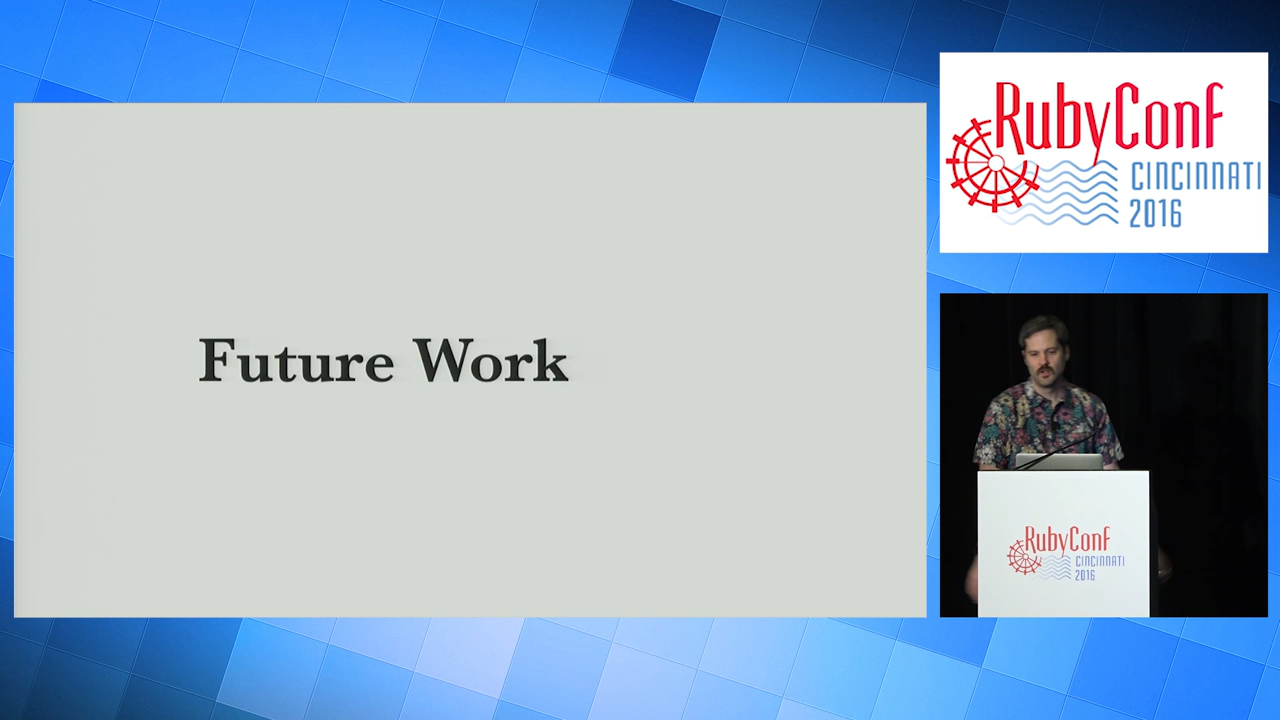 Future Work
RubyConf
CINCINNATI
2016
RubyConf
CINCINNATI
2016